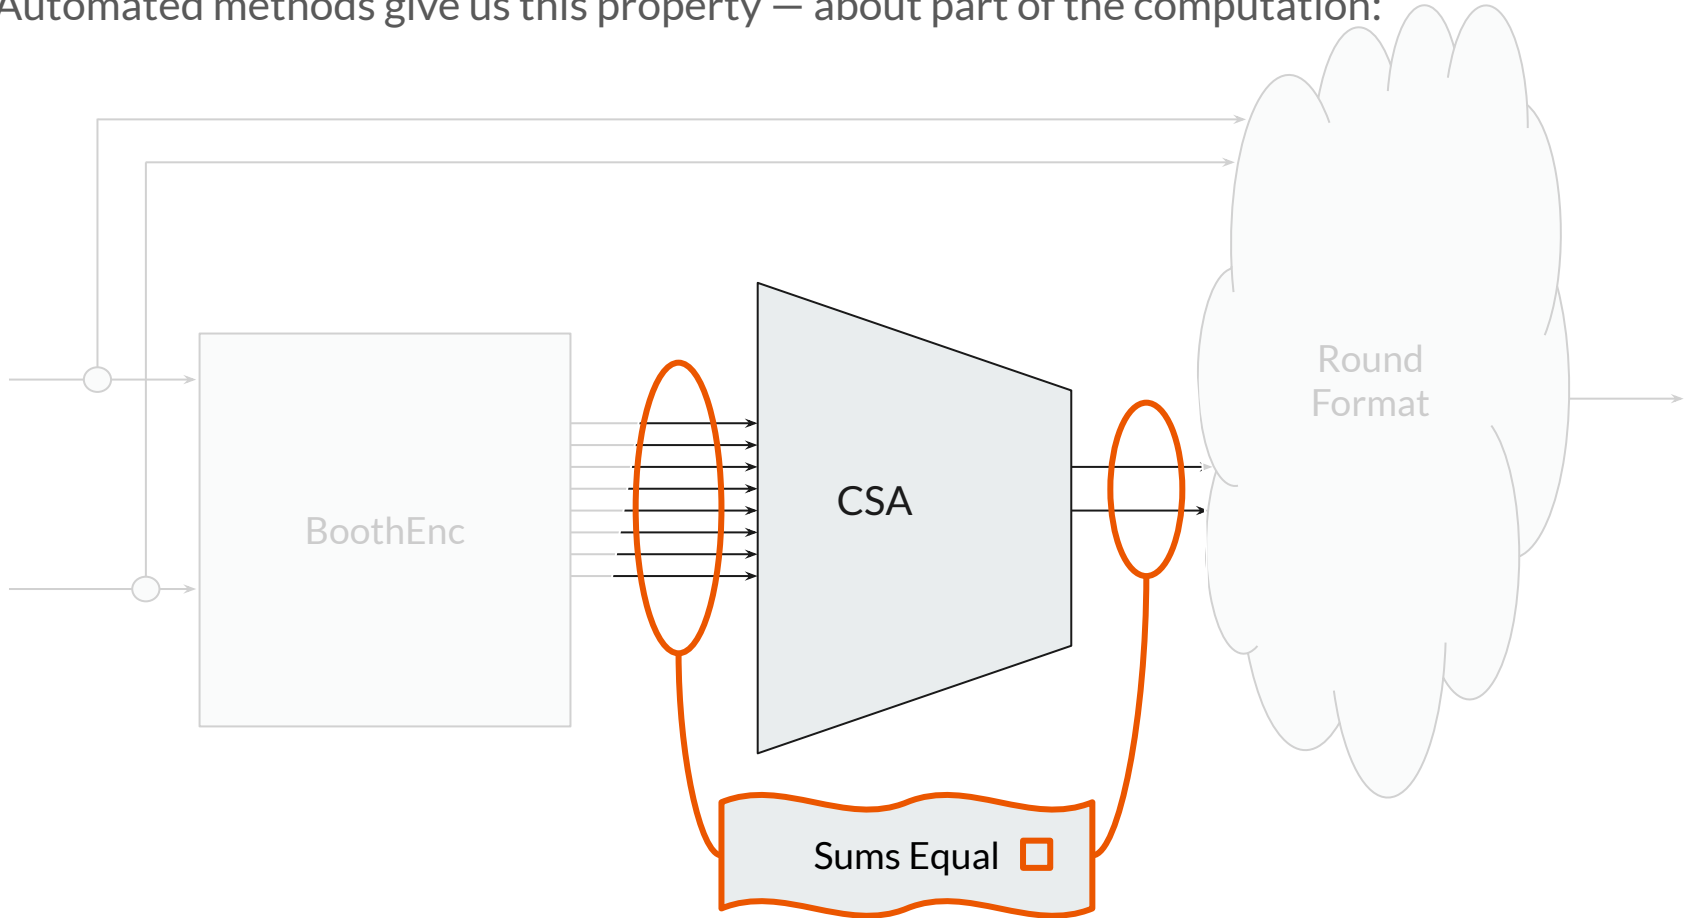 Automated methods give us this property — about part of the computation:
Round
Format
CSA
BoothEnc
Sums Equal